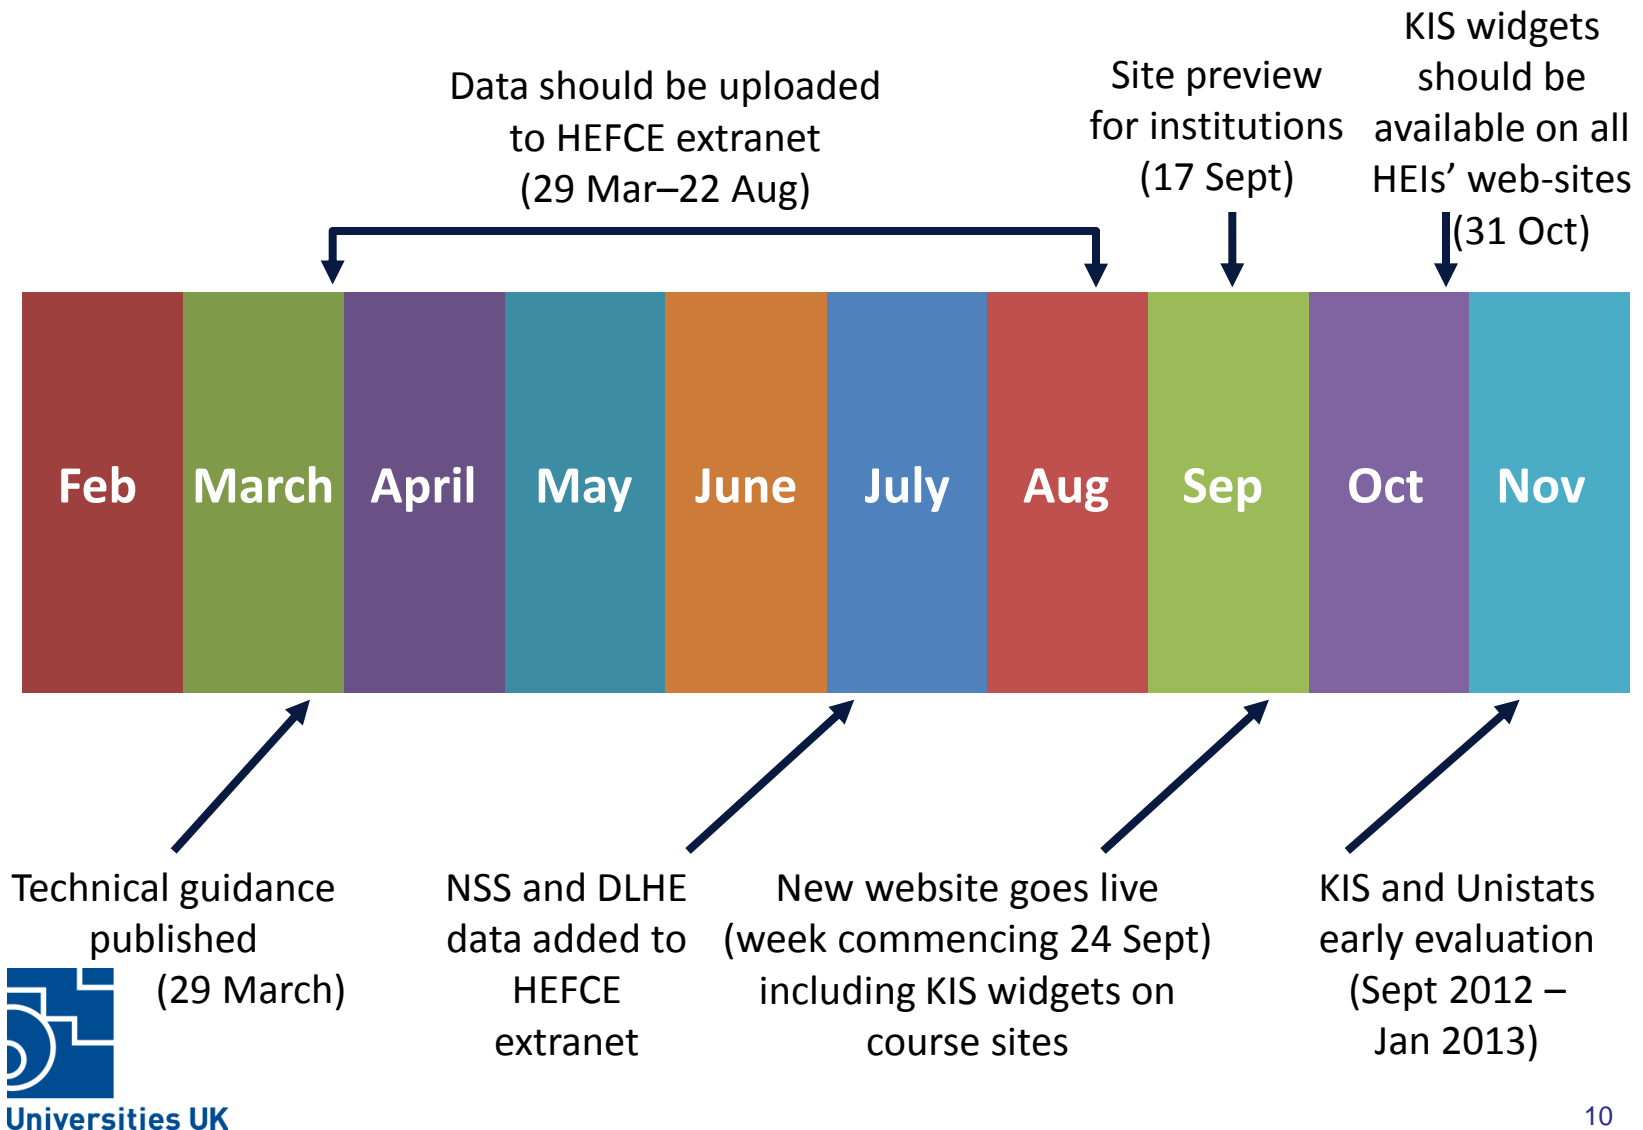 Data should be uploaded
to HEFCE extranet
(29 Mar–22 Aug)
Site preview
for institutions
(17 Sept)
KIS widgets
should be
available on all
HEIs’ web-sites
(31 Oct)
Feb
March
April
May
June
July
Aug
Sep
Oct
Nov
Technical guidance
published
(29 March)
NSS and DLHE
data added to
HEFCE
extranet
New website goes live
(week commencing 24 Sept)
including KIS widgets on
course sites
KIS and Unistats
early evaluation
(Sept 2012 –
Jan 2013)
Universities UK
10